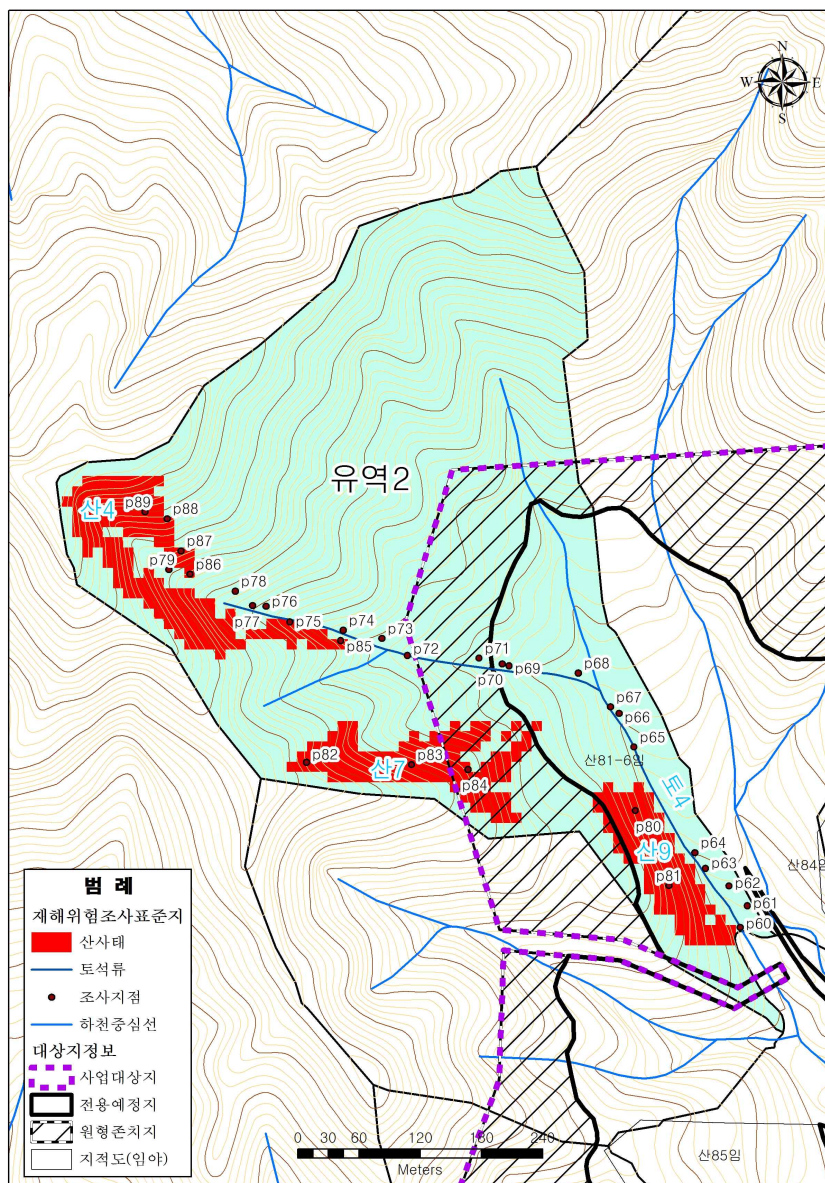 N
W E
S
유역2
산4
p89
p88
p87
p79
p86
p78
p76
p77
p75
p74
p85
p73
p72
p71
p70
p69
p68
p67
p66
p65
산81-6임
토4
p82
산7
p83
p84
p80
산9
p81
p64
p63
p62
p61
p60
산84임
범 례
재해위험조사표준지
산사태
토석류
조사지점
하천중심선
대상지정보
사업대상지
전용예정지
원형존치지
지적도(임야)
0 30 60 120 180 240
Meters
산85임